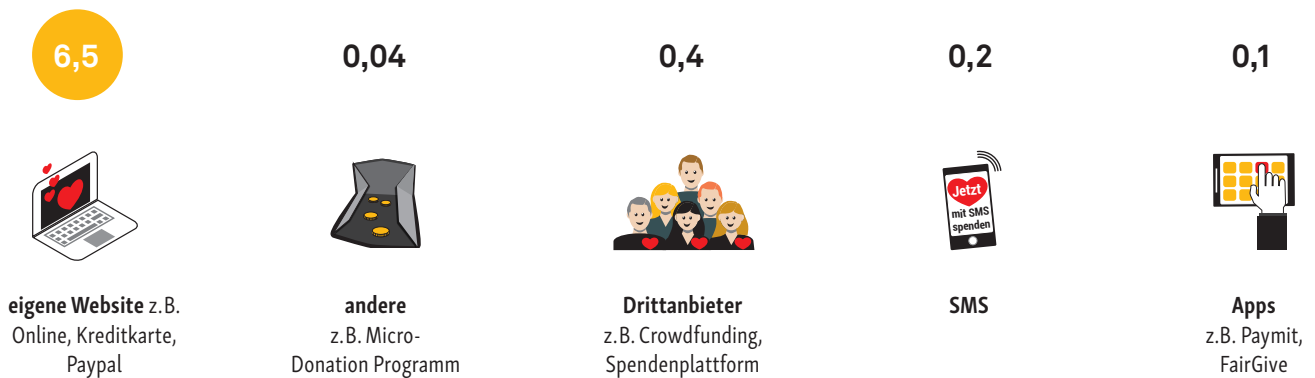 6,5
0,04
0,4
0,2
0,1
Jetzt
mit SMS
spenden
eigene Website z.B.
Online, Kreditkarte,
Paypal
andere
z.B. Micro-
Donation Programm
Drittanbieter
z.B. Crowdfunding,
Spendenplattform
SMS
Apps
z.B. Paymit,
FairGive